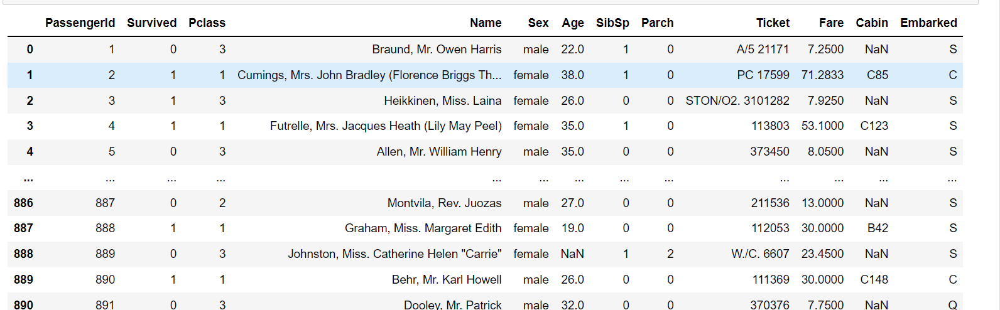 PassengerId Survived Pclass Name Sex Age SibSp Parch Ticket Fare Cabin Embarked
0 1 0 3 Braund, Mr. Owen Harris male 22.0 1 0 A/5 21171 7.2500 NaN S
1 2 1 1 Cumings, Mrs. John Bradley (Florence Briggs Th... female 38.0 1 0 PC 17599 71.2833 C85 C
2 3 1 3 Heikkinen, Miss. Laina female 26.0 0 0 STON/O2. 3101282 7.9250 NaN S
3 4 1 1 Futrelle, Mrs. Jacques Heath (Lily May Peel) female 35.0 1 0 113803 53.1000 C123 S
4 5 0 3 Allen, Mr. William Henry male 35.0 0 0 373450 8.0500 NaN S
... ... ... ... ... ... ... ... ... ... ... ... ...
886 887 0 2 Montvila, Rev. Juozas male 27.0 0 0 211536 13.0000 NaN S
887 888 1 1 Graham, Miss. Margaret Edith female 19.0 0 0 112053 30.0000 B42 S
888 889 0 3 Johnston, Miss. Catherine Helen "Carrie" female NaN 1 2 W./C. 6607 23.4500 NaN S
889 890 1 1 Behr, Mr. Karl Howell male 26.0 0 0 111369 30.0000 C148 C
890 891 0 3 Dooley, Mr. Patrick male 32.0 0 0 370376 7.7500 NaN Q